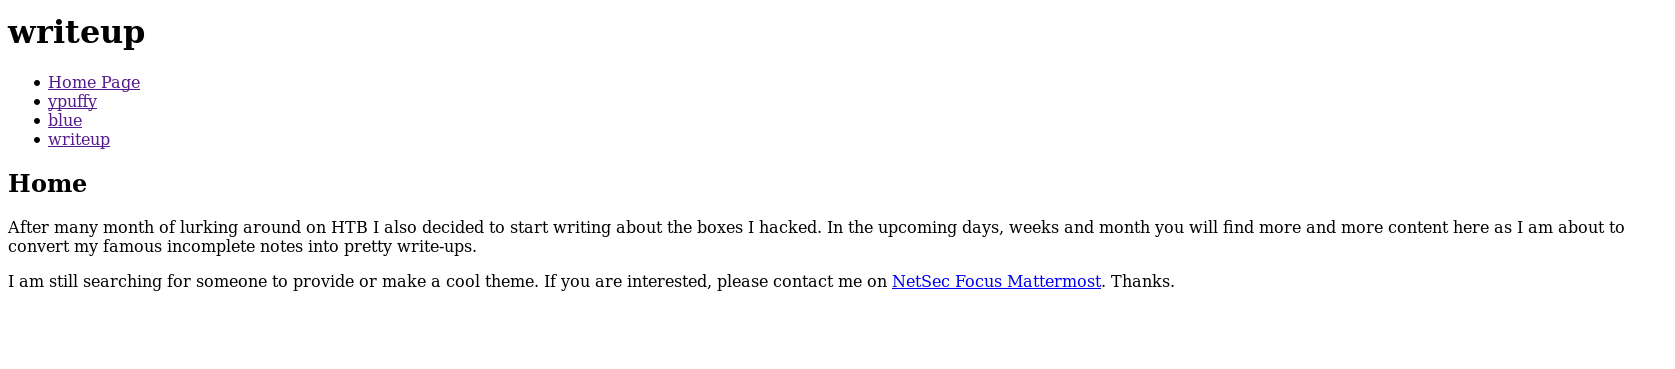 writeup
Home Page
ypuffy
blue
writeup
Home
After many month of lurking around on HTB I also decided to start writing about the boxes I hacked. In the upcoming days, weeks and month you will find more and more content here as I am about to
convert my famous incomplete notes into pretty write-ups.
I am still searching for someone to provide or make a cool theme. If you are interested, please contact me on NetSec Focus Mattermost. Thanks.